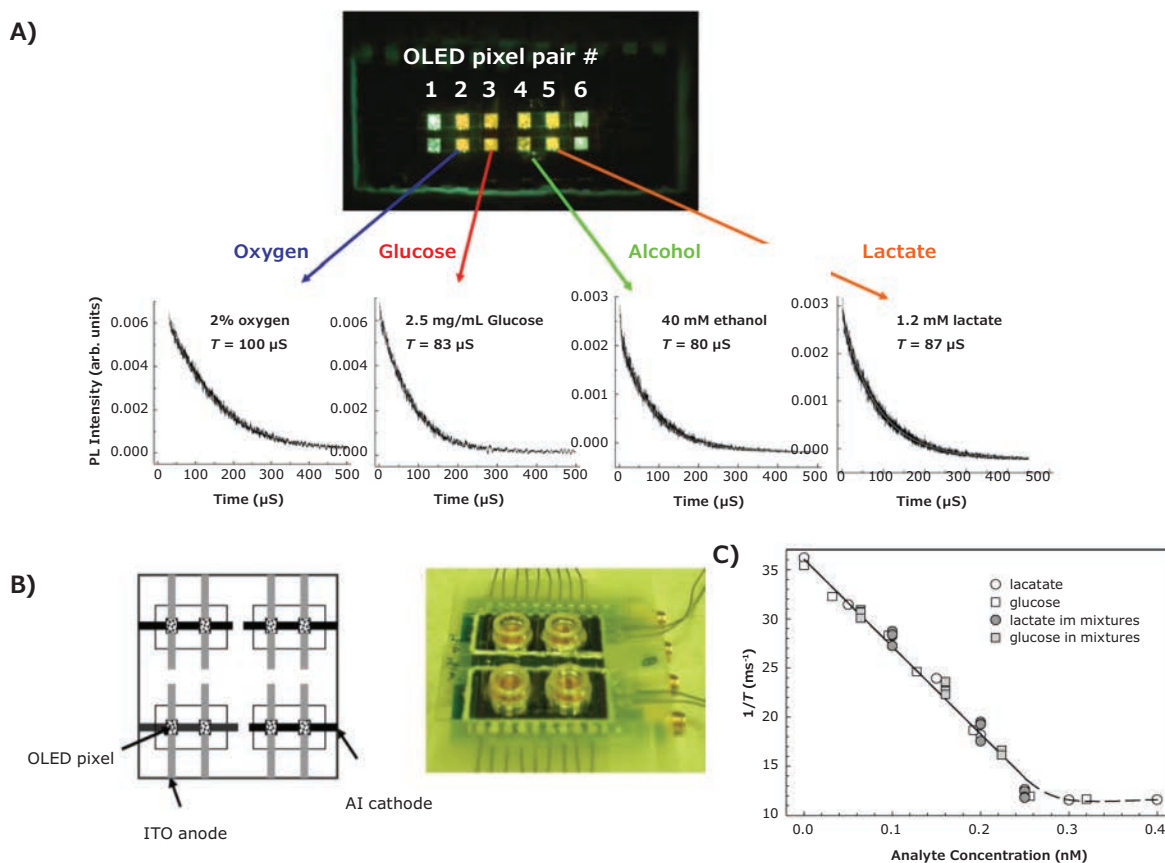 A)
OLED pixel pair #
1 2 3 4 5 6
Oxygen Glucose Alcohol Lactate
PL Intensity (arb. units)
0.006
0.004
0.002
0.000
2% oxygen
T = 100 μS
0 100 200 300 400 500
Time (μS)
0.006
0.004
0.002
0.000
2.5 mg/mL Glucose
T = 83 μS
0 100 200 300 400 500
Time (μS)
0.003
0.002
0.001
0.000
40 mM ethanol
T = 80 μS
0 100 200 300 400 500
Time (μS)
0.003
0.002
0.001
0.000
1.2 mM lactate
T = 87 μS
0 100 200 300 400 500
Time (μS)
B)
OLED pixel
ITO anode
AI cathode
C)
1/T (ms⁻¹)
35
30
25
20
15
10
lacatate
glucose
lactate im mixtures
glucose in mixtures
0.0 0.1 0.2 0.3 0.4
Analyte Concentration (nM)